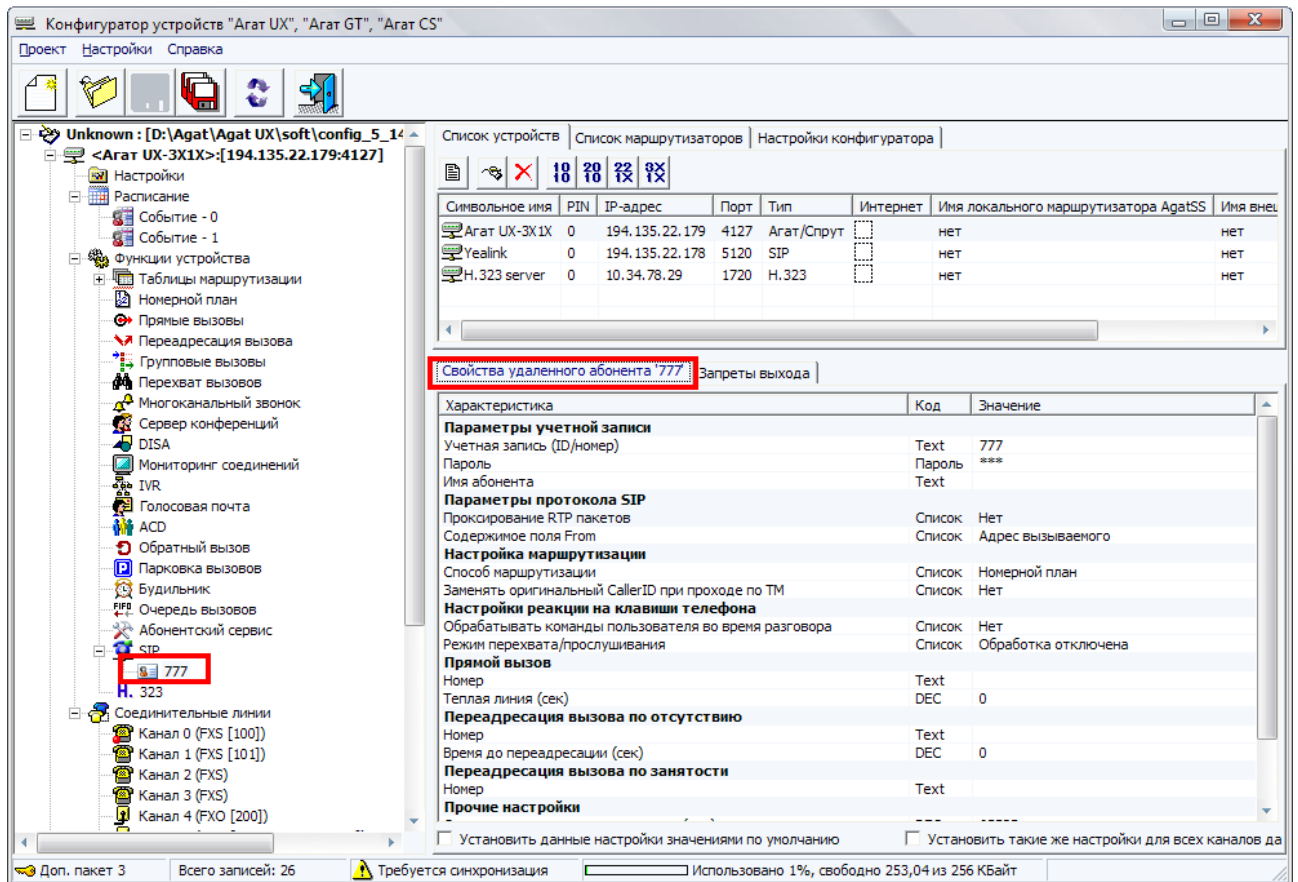 Конфигуратор устройств "Агат UX", "Агат GT", "Агат CS"
Проект Настройки Справка
Unknown : [D:\Agat\Agat UX\soft\config_5_14
<Агат UX-3X1X>:[194.135.22.179:4127]
Настройки
Расписание
Событие - 0
Событие - 1
Функции устройства
Таблицы маршрутизации
Номерной план
Прямые вызовы
Переадресация вызова
Групповые вызовы
Перехват вызовов
Многоканальный звонок
Сервер конференций
DISA
Мониторинг соединений
IVR
Голосовая почта
ACD
Обратный вызов
Парковка вызовов
Будильник
Очередь вызовов
Абонентский сервис
SIP
777
H. 323
Соединительные линии
Канал 0 (FXS [100])
Канал 1 (FXS [101])
Канал 2 (FXS)
Канал 3 (FXS)
Канал 4 (FXO [200])
Список устройств Список маршрутизаторов Настройки конфигуратора
10 10 20 10 22 1X 3X 1X
Символьное имя PIN IP-адрес Порт Тип Интернет Имя локального маршрутизатора AgatSS Имя внеш
Агат UX-3X1X 0 194.135.22.179 4127 Агат/Спрут нет нет
Yealink 0 194.135.22.178 5120 SIP нет нет
H.323 server 0 10.34.78.29 1720 H.323 нет нет
Свойства удаленного абонента '777' Запреты выхода
Характеристика Код Значение
Параметры учетной записи
Учетная запись (ID/номер) Text 777
Пароль Пароль ***
Имя абонента Text
Параметры протокола SIP
Проксирование RTP пакетов Список Нет
Содержимое поля From Список Адрес вызываемого
Настройка маршрутизации
Способ маршрутизации Список Номерной план
Заменять оригинальный CallerID при проходе по ТМ Список Нет
Настройки реакции на клавиши телефона
Обрабатывать команды пользователя во время разговора Список Нет
Режим перехвата/прослушивания Список Обработка отключена
Прямой вызов
Номер Text
Теплая линия (сек) DEC 0
Переадресация вызова по отсутствию
Номер Text
Время до переадресации (сек) DEC 0
Переадресация вызова по занятости
Номер Text
Прочие настройки
Установить данные настройки значениями по умолчанию Установить такие же настройки для всех каналов да
Доп. пакет 3 Всего записей: 26 Требуется синхронизация Использовано 1%, свободно 253,04 из 256 КБайт